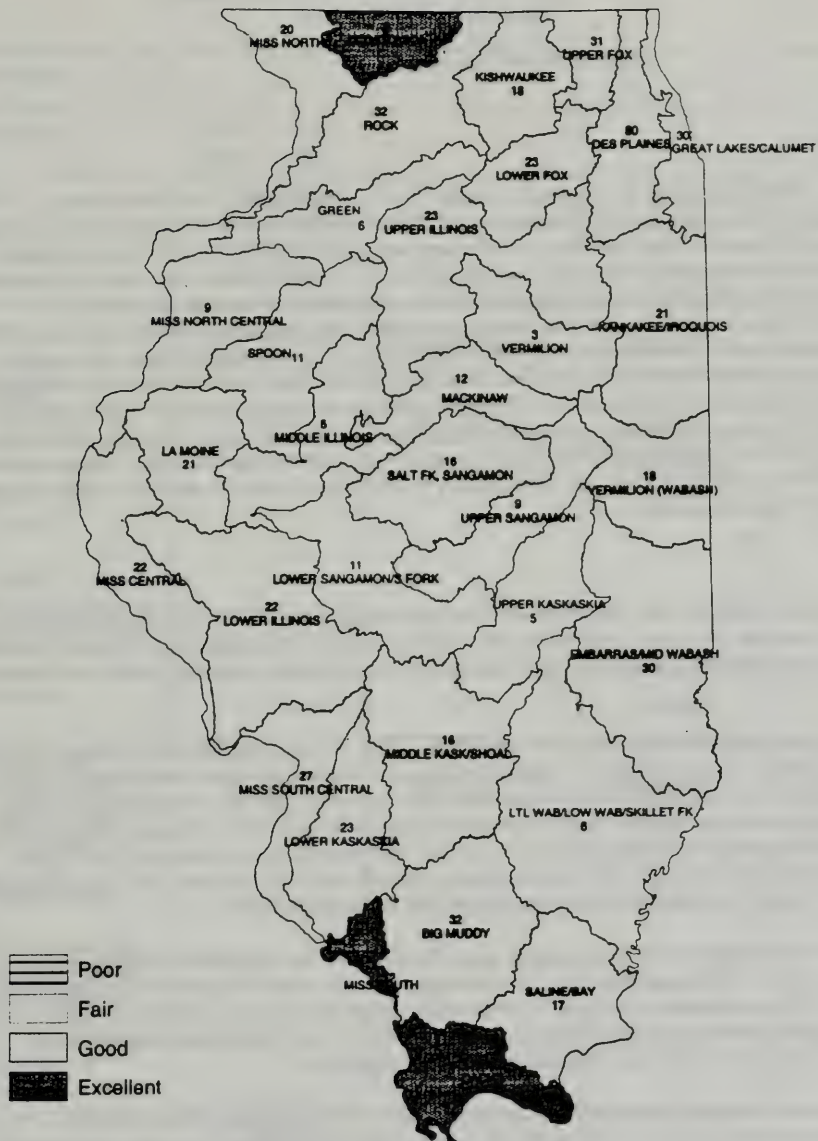 20
MISS NORTH
31
UPPER FOX
KISHWAUKEE
18
32
ROCK
80
DES PLAINES
30
GREAT LAKES/CALUMET
23
LOWER FOX
GREEN
6
23
UPPER ILLINOIS
9
MISS NORTH CENTRAL
21
KANKAKEE/IROQUOIS
3
VERMILION
SPOON 11
12
MACKINAW
MIDDLE ILLINOIS
LA MOINE
21
16
SALT FK, SANGAMON
18
VERMILION (WABASH)
9
UPPER SANGAMON
22
MISS CENTRAL
11
LOWER SANGAMON/S FORK
22
LOWER ILLINOIS
UPPER KASKASKIA
5
EMBARRAS/MID WABASH
30
16
MIDDLE KASK/SHOAL
27
MISS SOUTH CENTRAL
LTL WAB/LOW WAB/SKILLET FK
6
23
LOWER KASKASKIA
32
BIG MUDDY
MISS SOUTH
SALINE/BAY
17
Poor
Fair
Good
Excellent